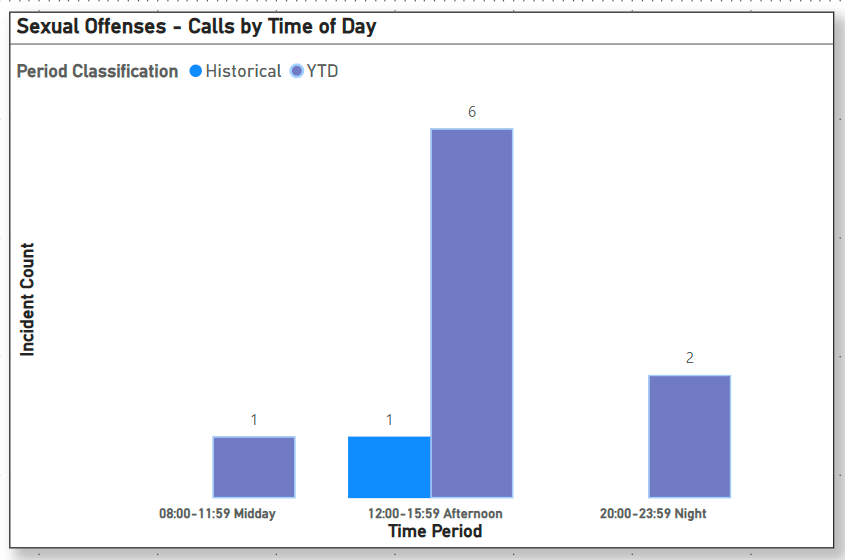 Sexual Offenses - Calls by Time of Day
Period Classification Historical YTD
6
2
1 1
Incident Count
08:00-11:59 Midday 12:00-15:59 Afternoon 20:00-23:59 Night
Time Period